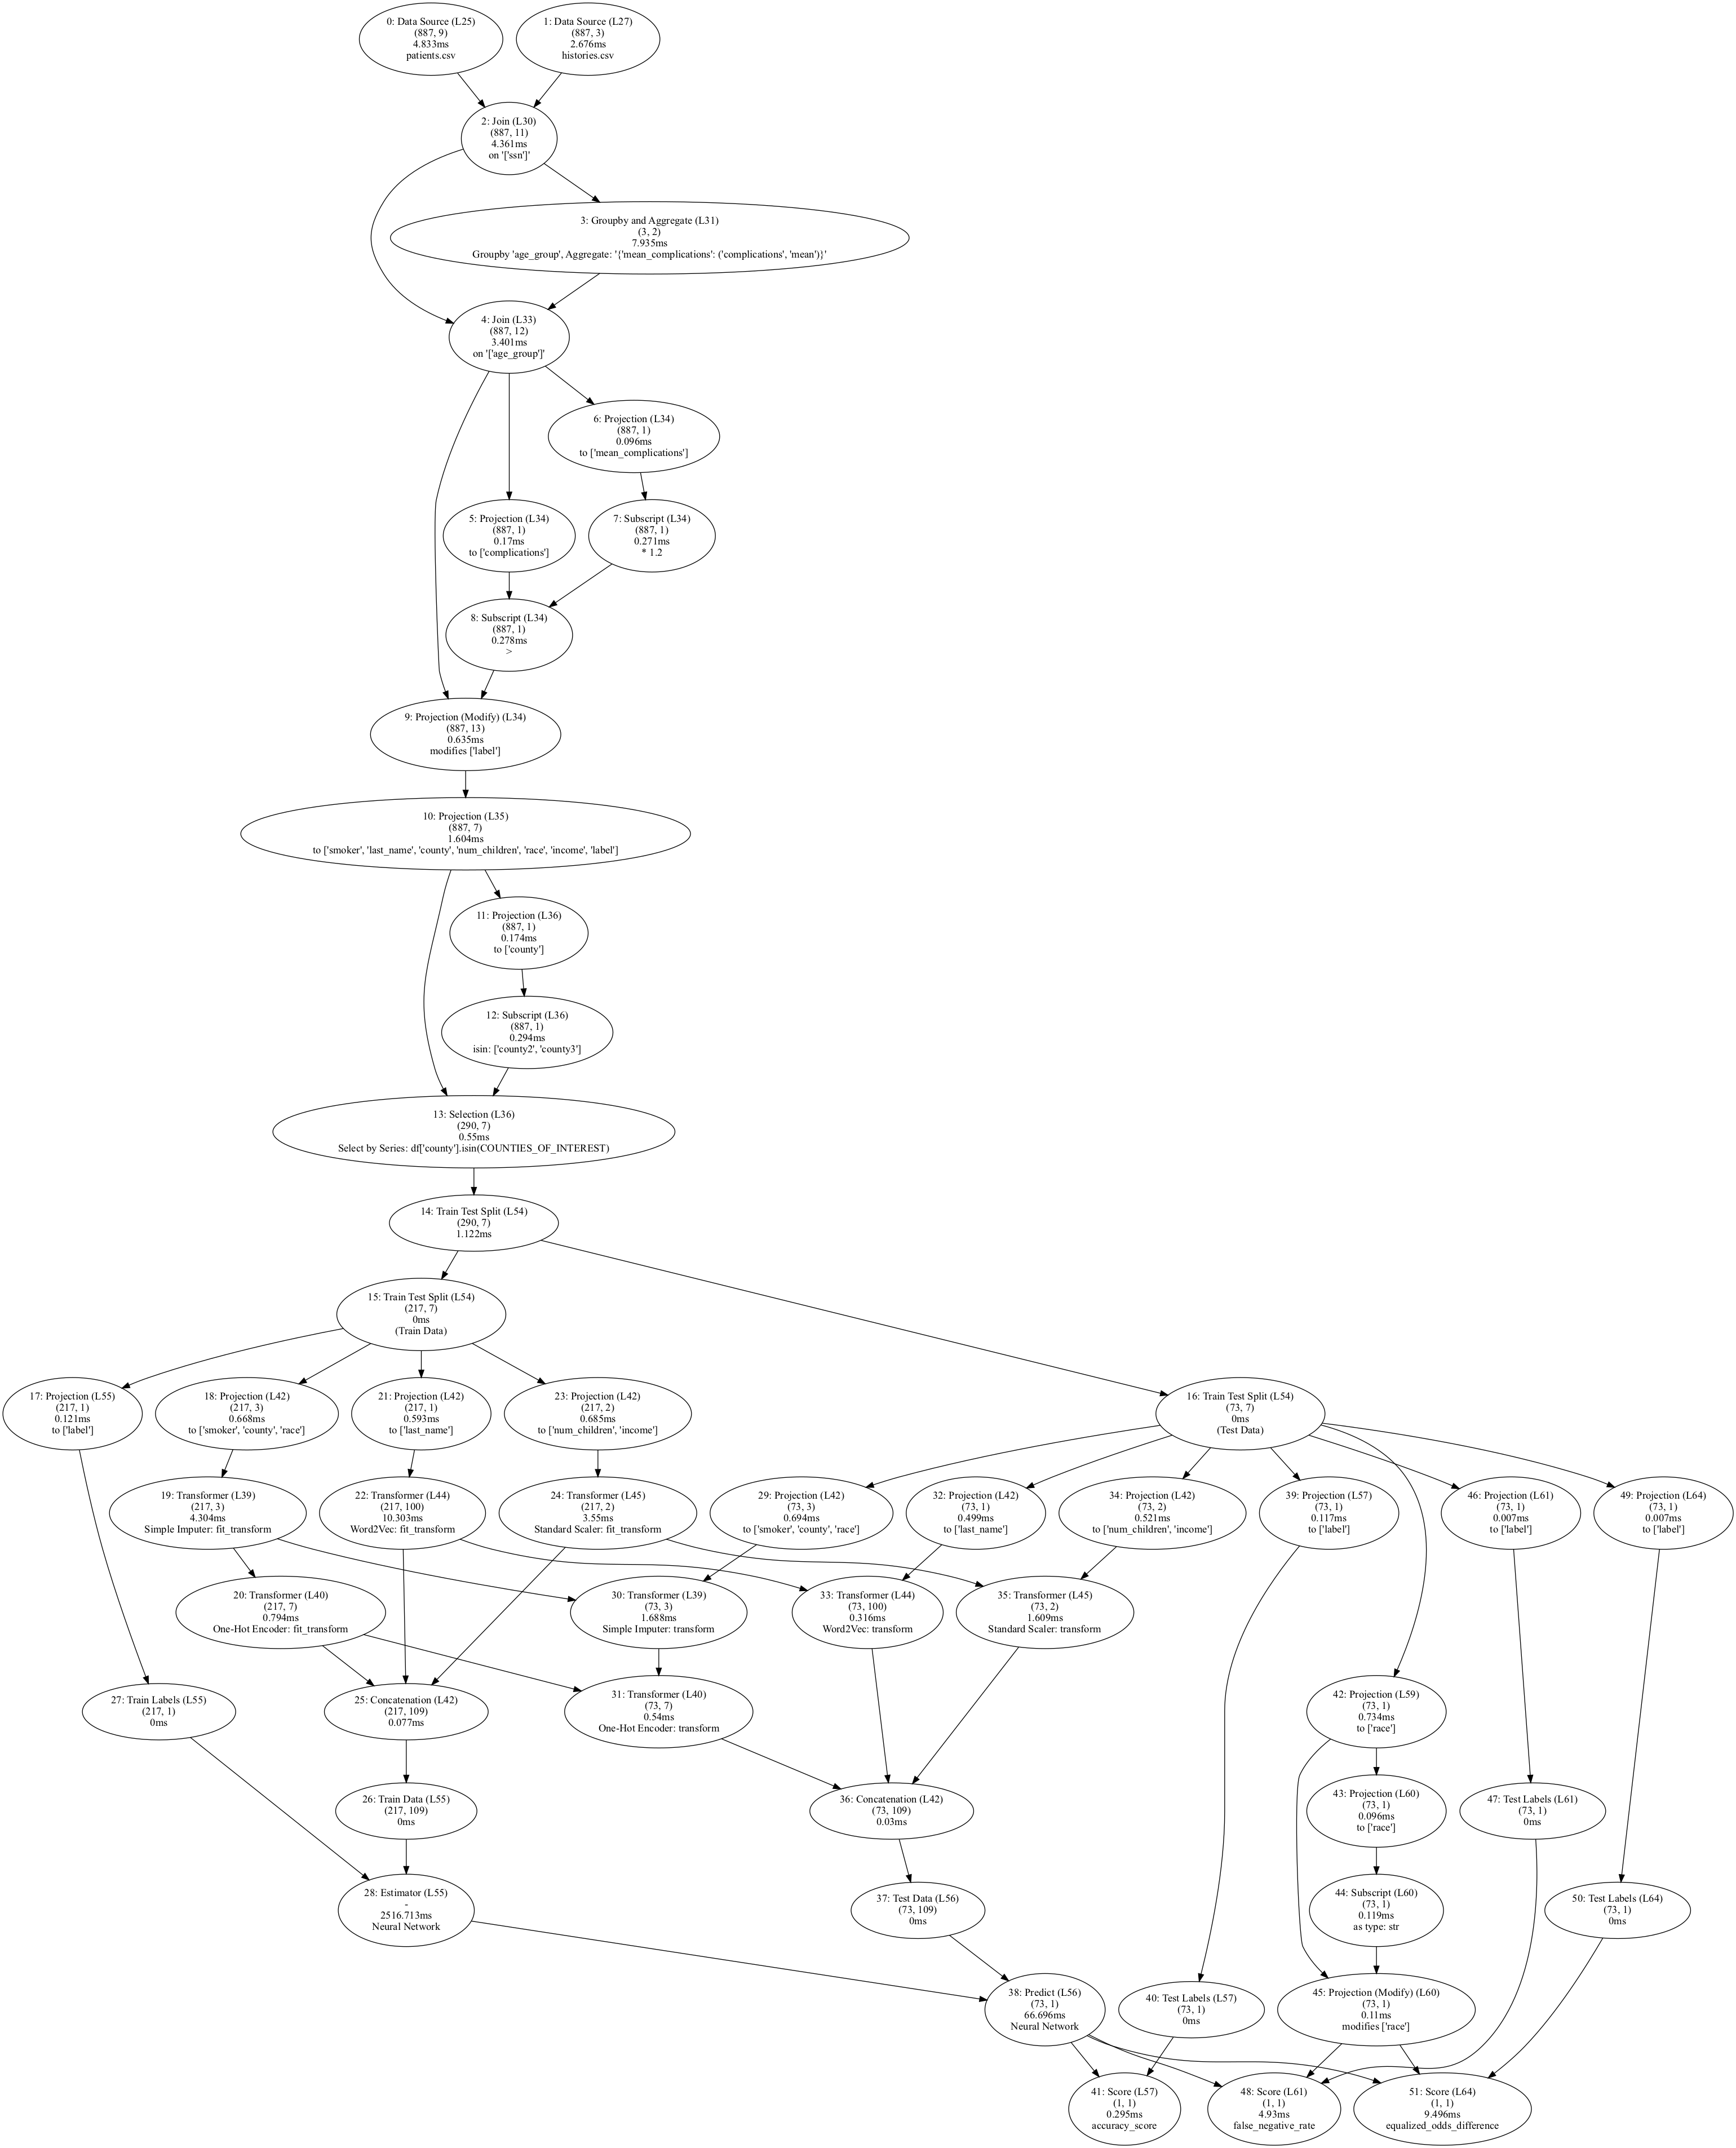 0: Data Source (L25)
(887, 9)
4.833ms
patients.csv
1: Data Source (L27)
(887, 3)
2.676ms
histories.csv
2: Join (L30)
(887, 11)
4.361ms
on '['ssn']'
3: Groupby and Aggregate (L31)
(3, 2)
7.935ms
Groupby 'age_group', Aggregate: '{'mean_complications': ('complications', 'mean')}'
4: Join (L33)
(887, 12)
3.401ms
on '['age_group']'
6: Projection (L34)
(887, 1)
0.096ms
to ['mean_complications']
5: Projection (L34)
(887, 1)
0.17ms
to ['complications']
7: Subscript (L34)
(887, 1)
0.271ms
* 1.2
8: Subscript (L34)
(887, 1)
0.278ms
>
9: Projection (Modify) (L34)
(887, 13)
0.635ms
modifies ['label']
10: Projection (L35)
(887, 7)
1.604ms
to ['smoker', 'last_name', 'county', 'num_children', 'race', 'income', 'label']
11: Projection (L36)
(887, 1)
0.174ms
to ['county']
12: Subscript (L36)
(887, 1)
0.294ms
isin: ['county2', 'county3']
13: Selection (L36)
(290, 7)
0.55ms
Select by Series: df['county'].isin(COUNTIES_OF_INTEREST)
14: Train Test Split (L54)
(290, 7)
1.122ms
15: Train Test Split (L54)
(217, 7)
0ms
(Train Data)
17: Projection (L55)
(217, 1)
0.121ms
to ['label']
18: Projection (L42)
(217, 3)
0.668ms
to ['smoker', 'county', 'race']
21: Projection (L42)
(217, 1)
0.593ms
to ['last_name']
23: Projection (L42)
(217, 2)
0.685ms
to ['num_children', 'income']
16: Train Test Split (L54)
(73, 7)
0ms
(Test Data)
19: Transformer (L39)
(217, 3)
4.304ms
Simple Imputer: fit_transform
22: Transformer (L44)
(217, 100)
10.303ms
Word2Vec: fit_transform
24: Transformer (L45)
(217, 2)
3.55ms
Standard Scaler: fit_transform
29: Projection (L42)
(73, 3)
0.694ms
to ['smoker', 'county', 'race']
32: Projection (L42)
(73, 1)
0.499ms
to ['last_name']
34: Projection (L42)
(73, 2)
0.521ms
to ['num_children', 'income']
39: Projection (L57)
(73, 1)
0.117ms
to ['label']
46: Projection (L61)
(73, 1)
0.007ms
to ['label']
49: Projection (L64)
(73, 1)
0.007ms
to ['label']
20: Transformer (L40)
(217, 7)
0.794ms
One-Hot Encoder: fit_transform
30: Transformer (L39)
(73, 3)
1.688ms
Simple Imputer: transform
33: Transformer (L44)
(73, 100)
0.316ms
Word2Vec: transform
35: Transformer (L45)
(73, 2)
1.609ms
Standard Scaler: transform
27: Train Labels (L55)
(217, 1)
0ms
25: Concatenation (L42)
(217, 109)
0.077ms
31: Transformer (L40)
(73, 7)
0.54ms
One-Hot Encoder: transform
42: Projection (L59)
(73, 1)
0.734ms
to ['race']
26: Train Data (L55)
(217, 109)
0ms
36: Concatenation (L42)
(73, 109)
0.03ms
43: Projection (L60)
(73, 1)
0.096ms
to ['race']
47: Test Labels (L61)
(73, 1)
0ms
28: Estimator (L55)
-
2516.713ms
Neural Network
37: Test Data (L56)
(73, 109)
0ms
44: Subscript (L60)
(73, 1)
0.119ms
as type: str
50: Test Labels (L64)
(73, 1)
0ms
38: Predict (L56)
(73, 1)
66.696ms
Neural Network
40: Test Labels (L57)
(73, 1)
0ms
45: Projection (Modify) (L60)
(73, 1)
0.11ms
modifies ['race']
41: Score (L57)
(1, 1)
0.295ms
accuracy_score
48: Score (L61)
(1, 1)
4.93ms
false_negative_rate
51: Score (L64)
(1, 1)
9.496ms
equalized_odds_difference